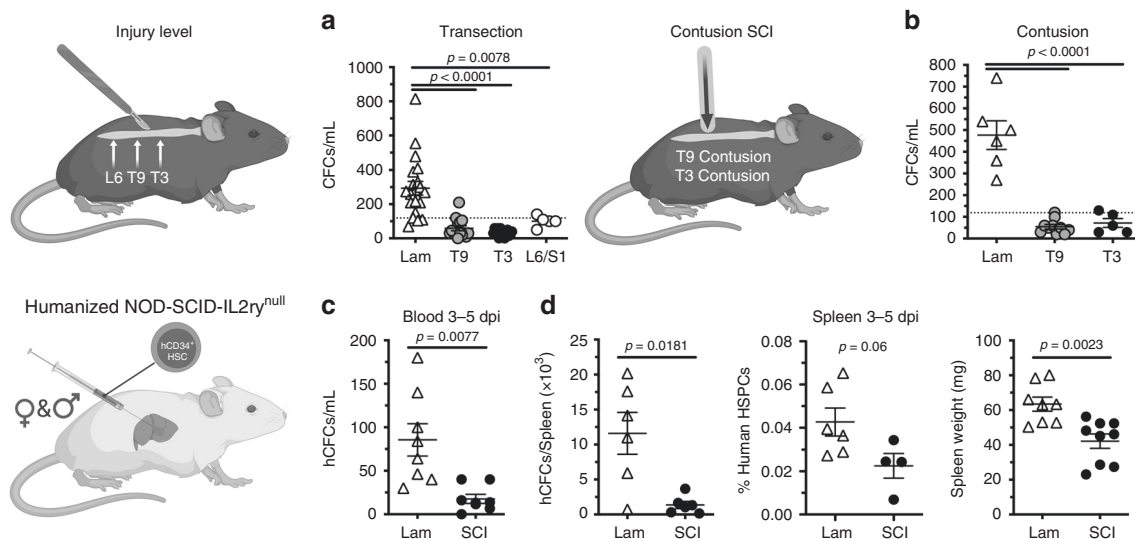 Injury level
L6 T9 T3
a
Transection
p = 0.0078
p < 0.0001
CFCs/mL
1000
800
600
400
200
0
Lam T9 T3 L6/S1
Contusion SCI
T9 Contusion
T3 Contusion
b
Contusion
p < 0.0001
CFCs/mL
800
700
600
500
400
300
200
100
0
Lam T9 T3
Humanized NOD-SCID-IL2ry^null
hCD34+
HSC
♀&♂
c
Blood 3–5 dpi
p = 0.0077
hCFCs/mL
200
150
100
50
0
Lam SCI
d
p = 0.0181
hCFCs/Spleen (×10³)
25
20
15
10
5
0
Lam SCI
Spleen 3–5 dpi
p = 0.06
% Human HSPCs
0.08
0.06
0.04
0.02
0.00
Lam SCI
p = 0.0023
Spleen weight (mg)
100
80
60
40
20
0
Lam SCI